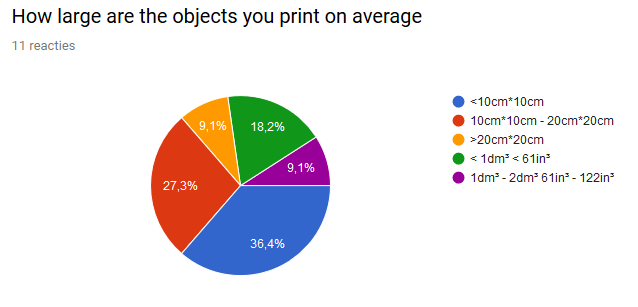 How large are the objects you print on average
11 reacties
<10cm*10cm
10cm*10cm - 20cm*20cm
>20cm*20cm
< 1dm³ < 61in³
1dm³ - 2dm³ 61in³ - 122in³
9,1%
18,2%
9,1%
27,3%
36,4%